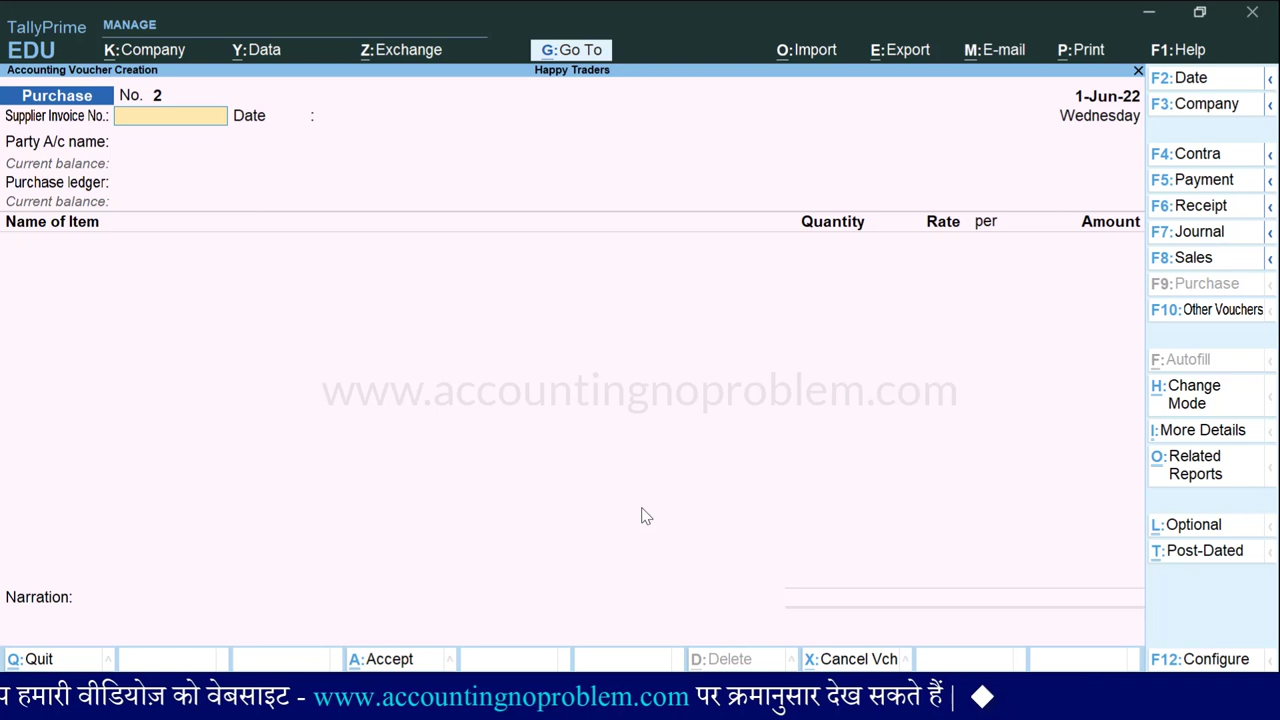 TallyPrime MANAGE
EDU K:Company Y:Data Z:Exchange G:Go To O:Import E:Export M:E-mail P:Print F1:Help
Accounting Voucher Creation Happy Traders
Purchase No. 2 1-Jun-22
Supplier Invoice No.: Date : Wednesday
Party A/c name:
Current balance:
Purchase ledger:
Current balance:
Name of Item Quantity Rate per Amount
www.accountingnoproblem.com
Narration:
F2:Date
F3:Company
F4:Contra
F5:Payment
F6:Receipt
F7:Journal
F8:Sales
F9:Purchase
F10:Other Vouchers
F:Autofill
H:Change
Mode
I:More Details
O:Related
Reports
L:Optional
T:Post-Dated
Q:Quit A:Accept D:Delete X:Cancel Vch F12:Configure
हमारी वीडियोज़ को वेबसाइट - www.accountingnoproblem.com पर क्रमानुसार देख सकते हैं |